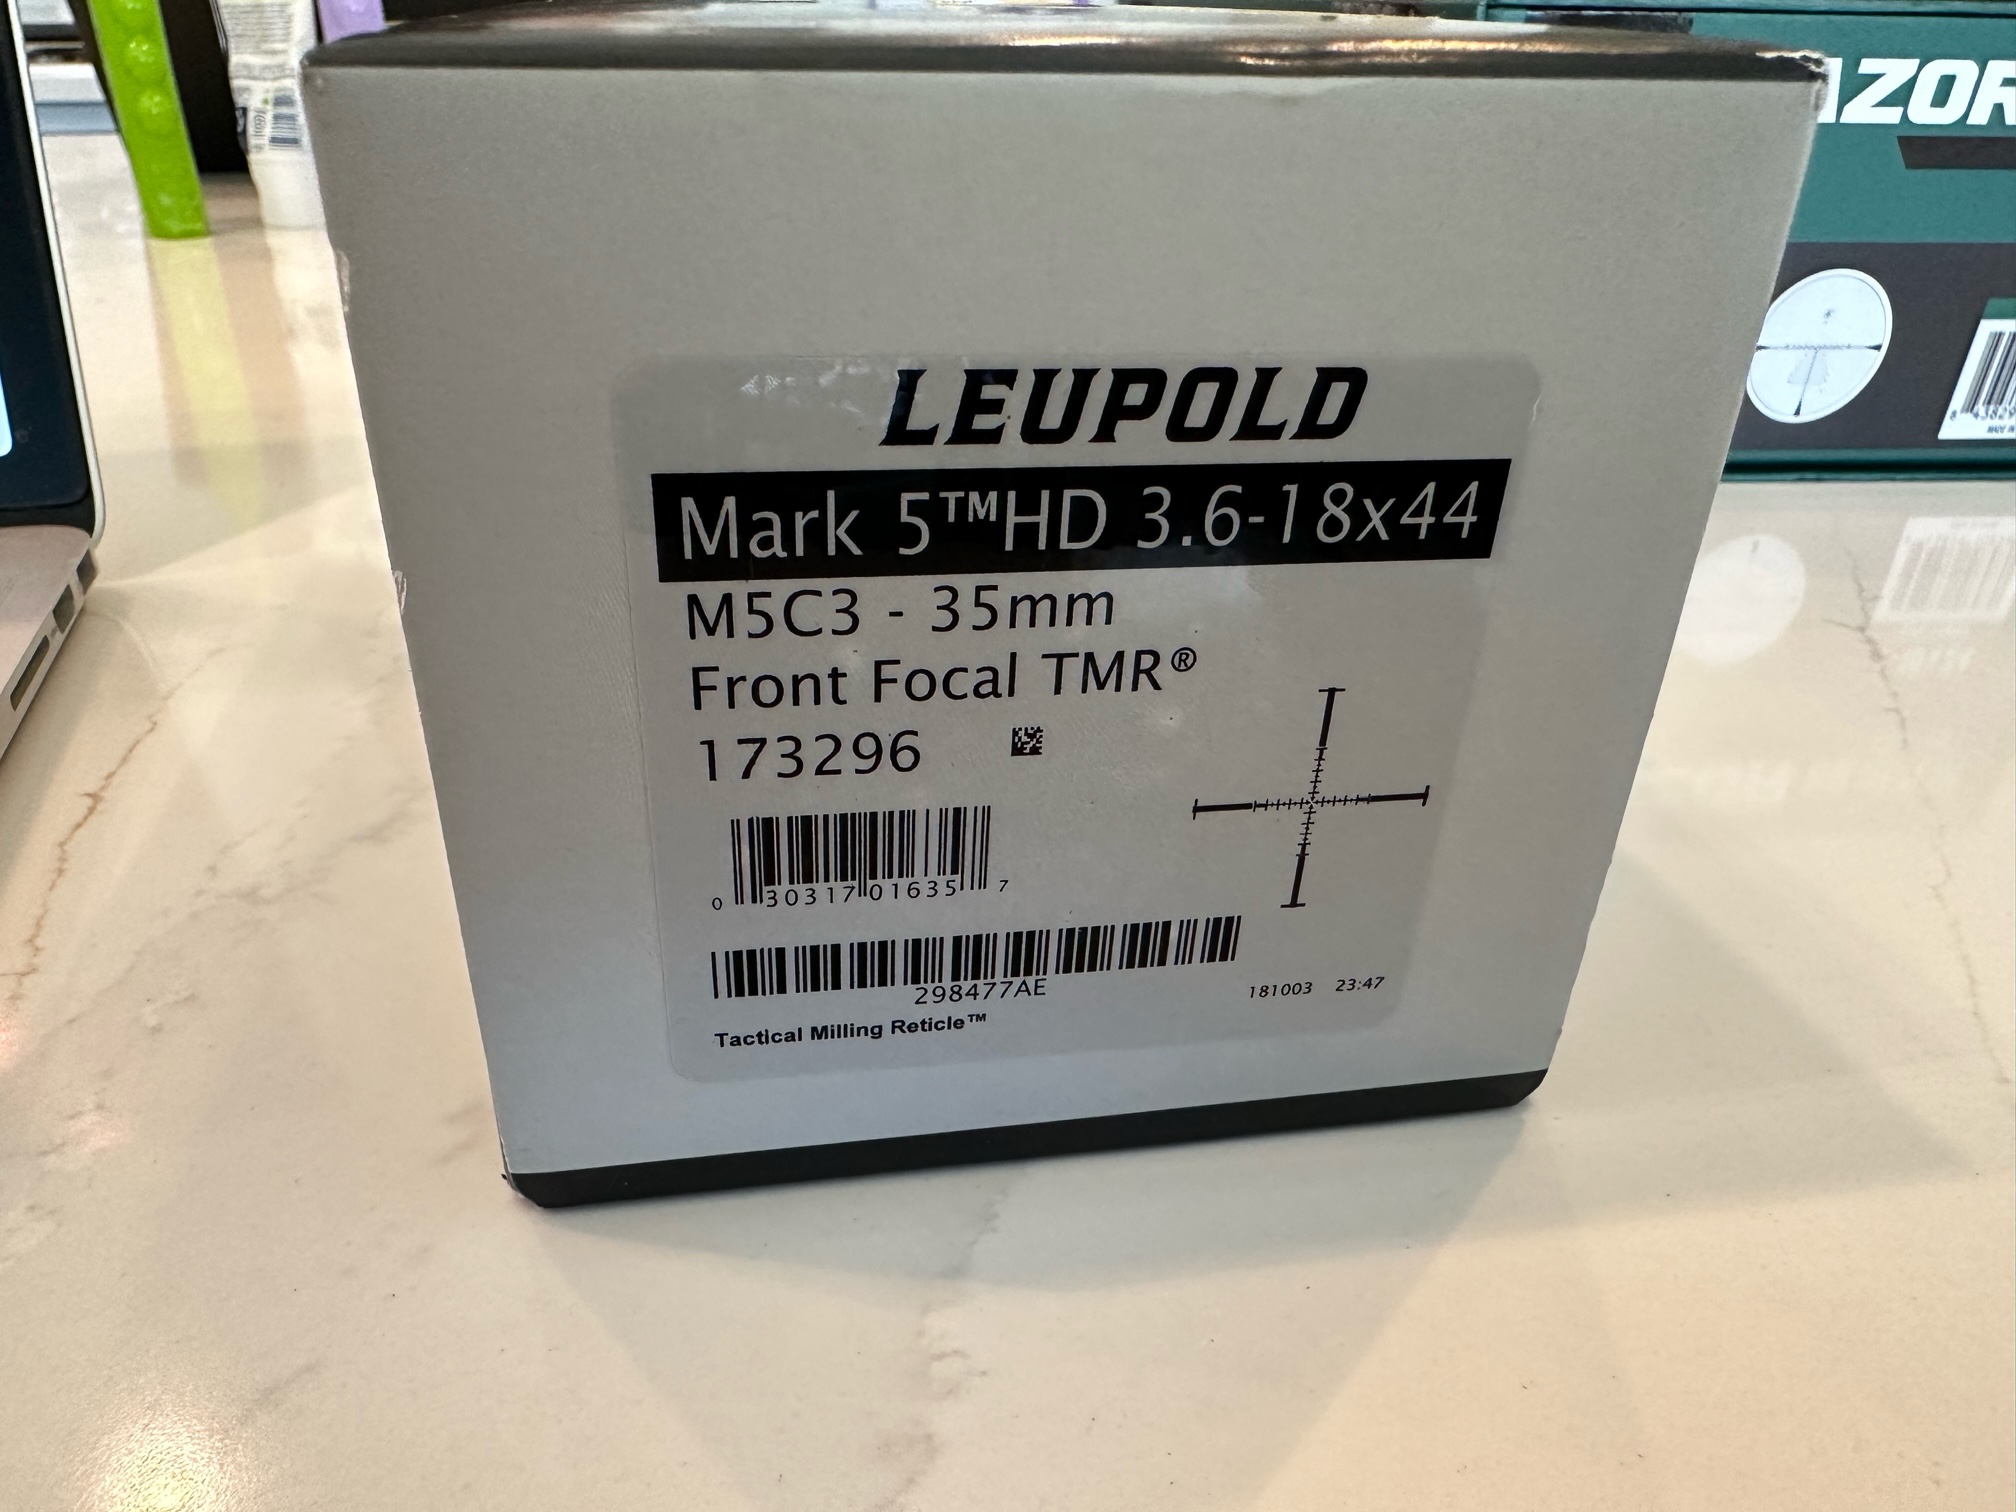 LEUPOLD
Mark 5™HD 3.6-18x44
M5C3 - 35mm
Front Focal TMR®
173296
0 30317 01635 7
298477AE
181003 23:47
Tactical Milling Reticle™
AZOR